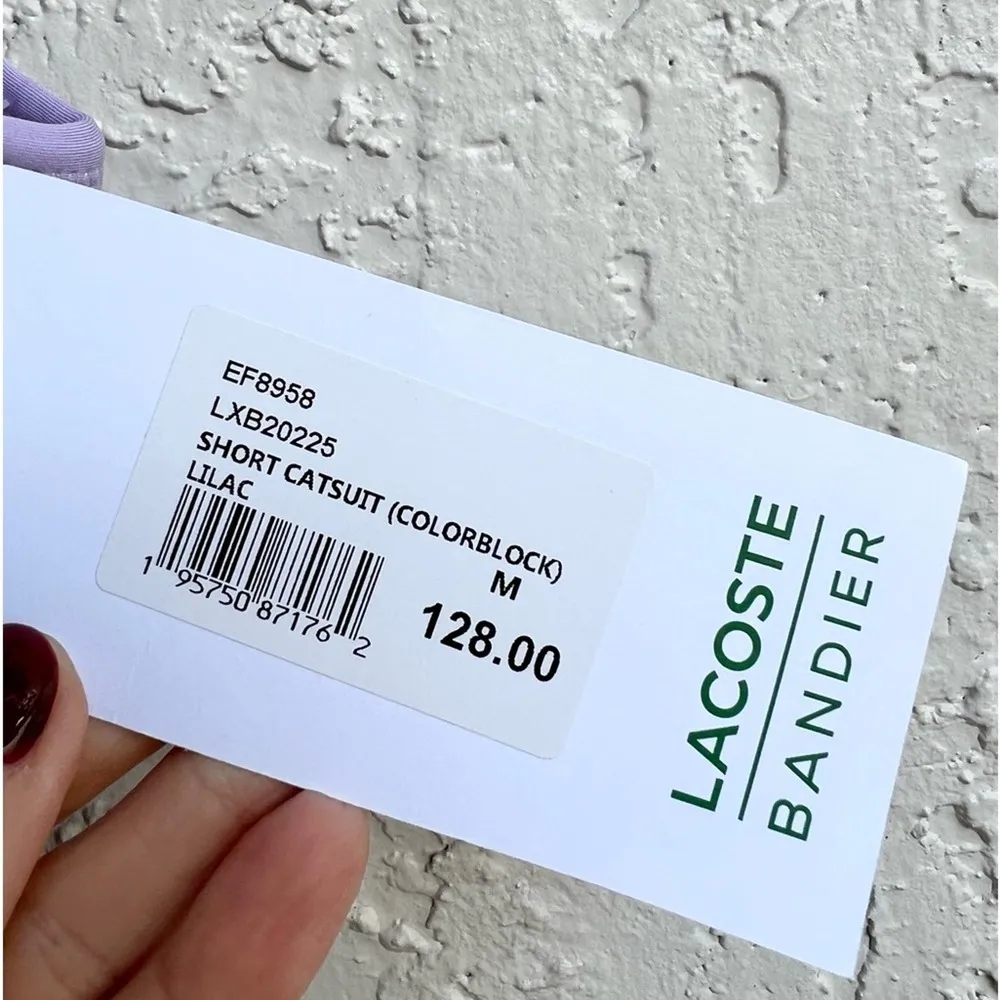 EF8958
LXB20225
SHORT CATSUIT (COLORBLOCK)
LILAC
M
1 95750 87176 2
128.00
LACOSTE
BANDIER